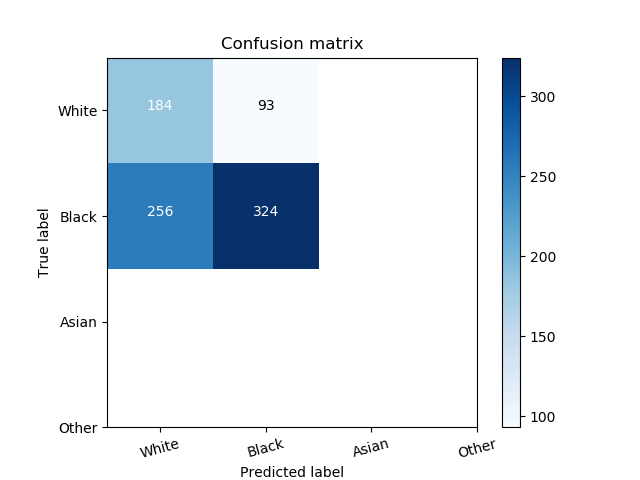 Confusion matrix
White 184 93
Black 256 324
Asian
Other
True label
White Black Asian Other
Predicted label
300
250
200
150
100